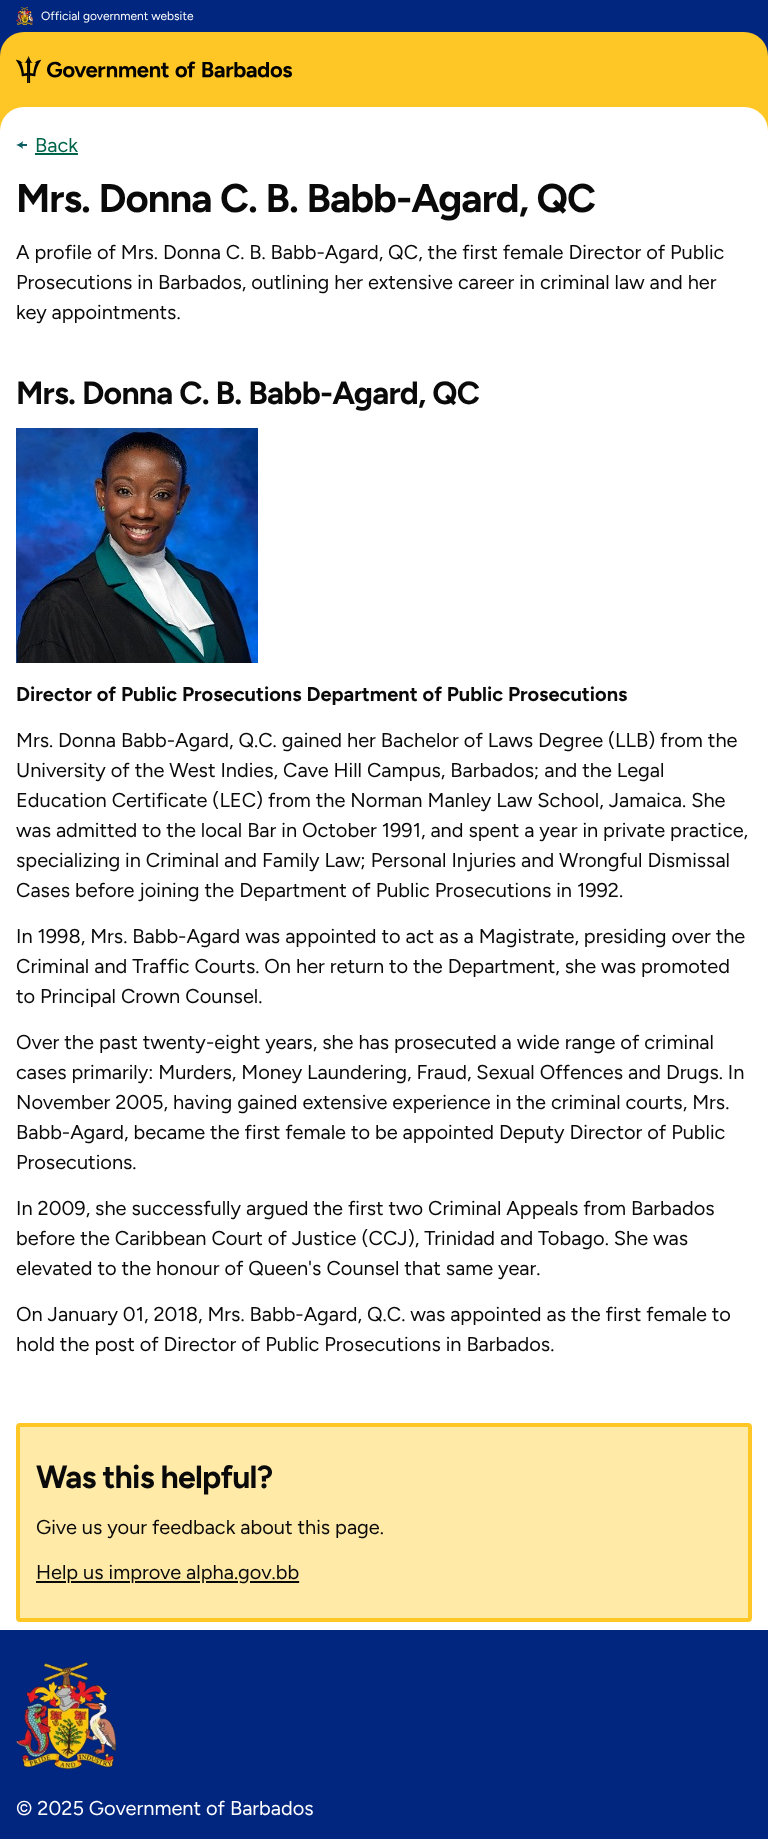 Official government website
Government of Barbados
Back
Mrs. Donna C. B. Babb-Agard, QC
A profile of Mrs. Donna C. B. Babb-Agard, QC, the first female Director of Public
Prosecutions in Barbados, outlining her extensive career in criminal law and her
key appointments.
Mrs. Donna C. B. Babb-Agard, QC
Director of Public Prosecutions Department of Public Prosecutions
Mrs. Donna Babb-Agard, Q.C. gained her Bachelor of Laws Degree (LLB) from the
University of the West Indies, Cave Hill Campus, Barbados; and the Legal
Education Certificate (LEC) from the Norman Manley Law School, Jamaica. She
was admitted to the local Bar in October 1991, and spent a year in private practice,
specializing in Criminal and Family Law; Personal Injuries and Wrongful Dismissal
Cases before joining the Department of Public Prosecutions in 1992.
In 1998, Mrs. Babb-Agard was appointed to act as a Magistrate, presiding over the
Criminal and Traffic Courts. On her return to the Department, she was promoted
to Principal Crown Counsel.
Over the past twenty-eight years, she has prosecuted a wide range of criminal
cases primarily: Murders, Money Laundering, Fraud, Sexual Offences and Drugs. In
November 2005, having gained extensive experience in the criminal courts, Mrs.
Babb-Agard, became the first female to be appointed Deputy Director of Public
Prosecutions.
In 2009, she successfully argued the first two Criminal Appeals from Barbados
before the Caribbean Court of Justice (CCJ), Trinidad and Tobago. She was
elevated to the honour of Queen's Counsel that same year.
On January 01, 2018, Mrs. Babb-Agard, Q.C. was appointed as the first female to
hold the post of Director of Public Prosecutions in Barbados.
Was this helpful?
Give us your feedback about this page.
Help us improve alpha.gov.bb
PRIDE AND INDUSTRY
© 2025 Government of Barbados